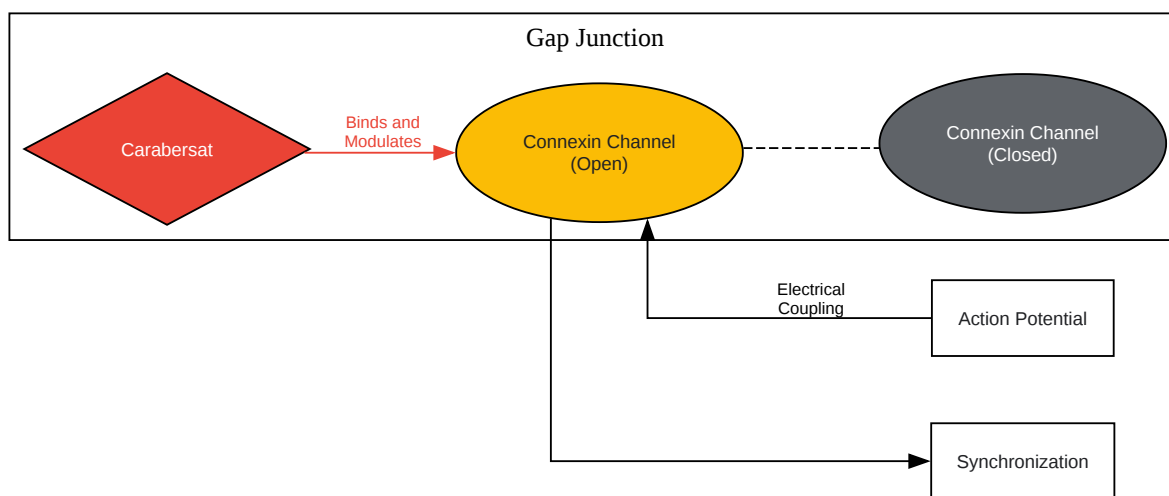 Gap Junction
Carabersat
Binds and
Modulates
Connexin Channel
(Open)
Connexin Channel
(Closed)
Electrical
Coupling
Action Potential
Synchronization